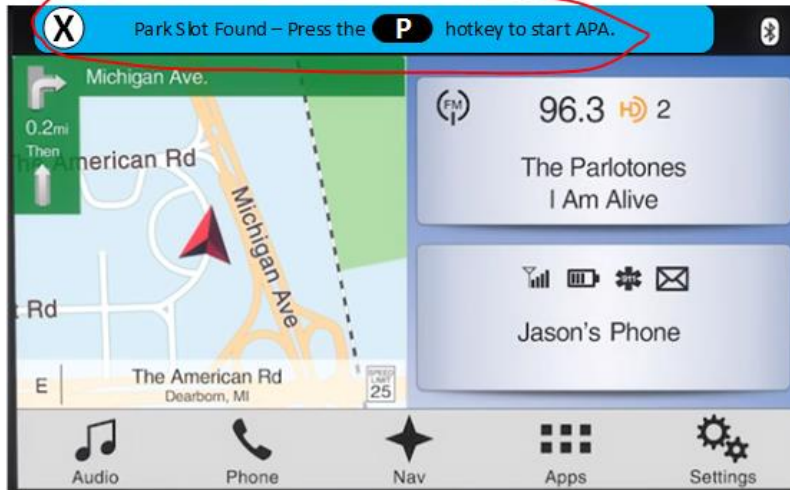 X
Park Slot Found – Press the P hotkey to start APA.
Michigan Ave.
0.2mi
Then
American Rd
Michigan Ave
Rd
E
The American Rd
Dearborn, MI
SPEED LIMIT
25
FM
96.3 HD 2
The Parlotones
I Am Alive
Jason's Phone
Audio
Phone
Nav
Apps
Settings